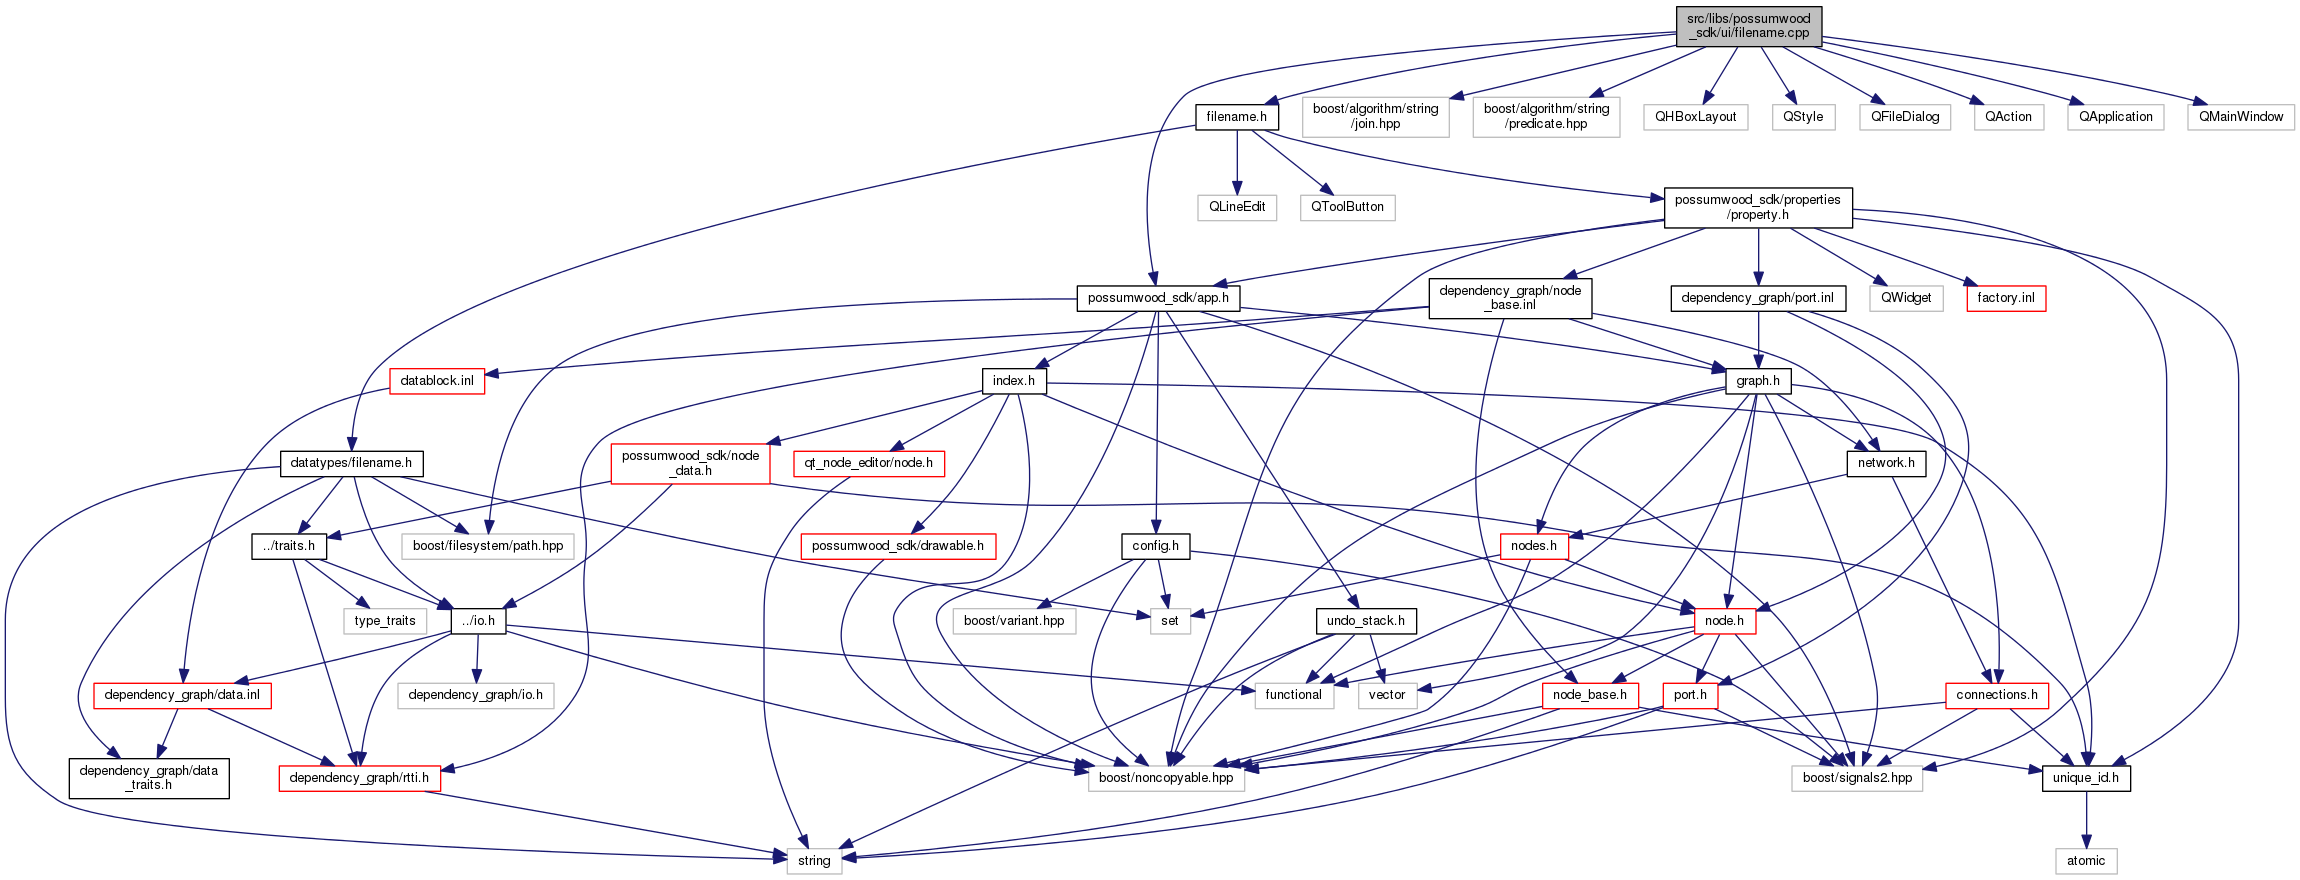 src/libs/possumwood
_sdk/ui/filename.cpp
filename.h
boost/algorithm/string
/join.hpp
boost/algorithm/string
/predicate.hpp
QHBoxLayout
QStyle
QFileDialog
QAction
QApplication
QMainWindow
QLineEdit
QToolButton
possumwood_sdk/properties
/property.h
possumwood_sdk/app.h
dependency_graph/node
_base.inl
dependency_graph/port.inl
QWidget
factory.inl
datablock.inl
index.h
graph.h
datatypes/filename.h
possumwood_sdk/node
_data.h
qt_node_editor/node.h
network.h
../traits.h
boost/filesystem/path.hpp
possumwood_sdk/drawable.h
config.h
nodes.h
type_traits
../io.h
boost/variant.hpp
set
undo_stack.h
node.h
dependency_graph/data.inl
dependency_graph/io.h
functional
vector
node_base.h
port.h
connections.h
dependency_graph/data
_traits.h
dependency_graph/rtti.h
boost/noncopyable.hpp
boost/signals2.hpp
unique_id.h
string
atomic